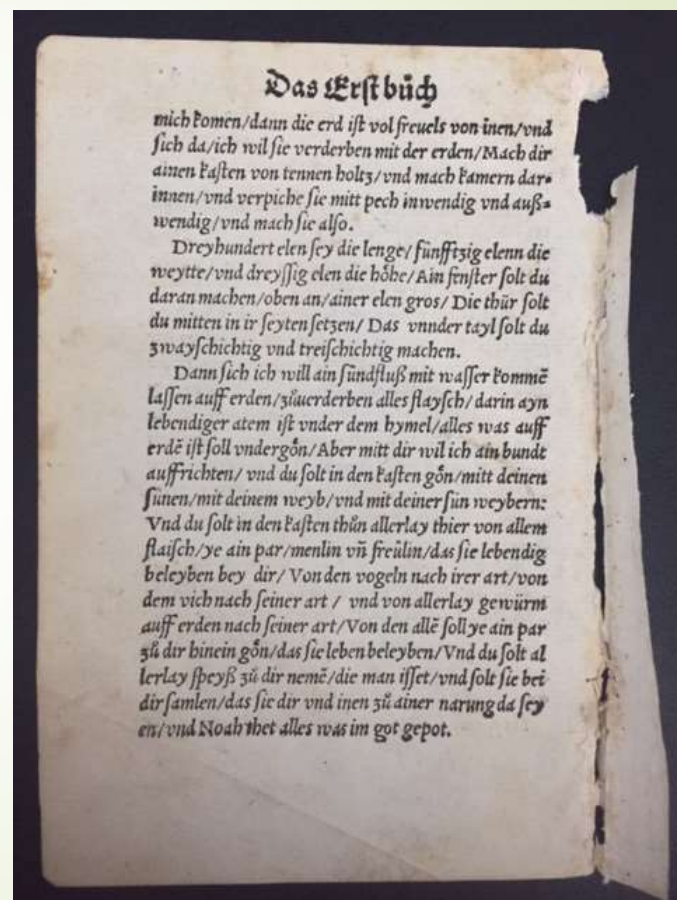 Das Erst bůch
mich komen/dann die erd ist vol freuels von inen/vnd
sich da/ich wil sie verderben mit der erden/Mach dir
ainen kasten von tennen holtz/vnd mach kamern dar⸗
innen/vnd verpiche sie mitt pech inwendig vnd auß⸗
wendig/vnd mach sie also.
Dreyhundert elen sey die lenge/ fünfftzig elenn die
weytte/vnd dreyssig elen die höhe/Ain fenster solt du
daran machen/oben an/ainer elen gros/ Die thür solt
du mitten in ir seyten setzen/ Das vnnder tayl solt du
zwayschichtig vnd treischichtig machen.
Dann sich ich will ain sündfluß mit wasser kommẽ
lassen auff erden/zůuerderben alles flaysch/ darin ayn
lebendiger atem ist vnder dem hymel/alles was auff
erdẽ ist soll vndergôn/Aber mitt dir wil ich ain bundt
auffrichten/ vnd du solt in den kasten gôn/mitt deinen
sünen/mit deinem weyb/vnd mit deiner sün weybern:
Vnd du solt in den kasten thůn allerlay thier von allem
flaisch/ye ain par/menlin vñ freülin/das sie lebendig
beleyben bey dir/ Von den vogeln nach irer art/von
dem vich nach seiner art / vnd von allerlay gewürm
auff erden nach seiner art/Von den allẽ soll ye ain par
zů dir hinein gôn/das sie leben beleyben/Vnd du solt al
lerlay speyß zů dir nemẽ/die man isset/vnd solt sie bei
dir samlen/das sie dir vnd inen zů ainer narung da sey
en/vnd Noah thet alles was im got gepot.